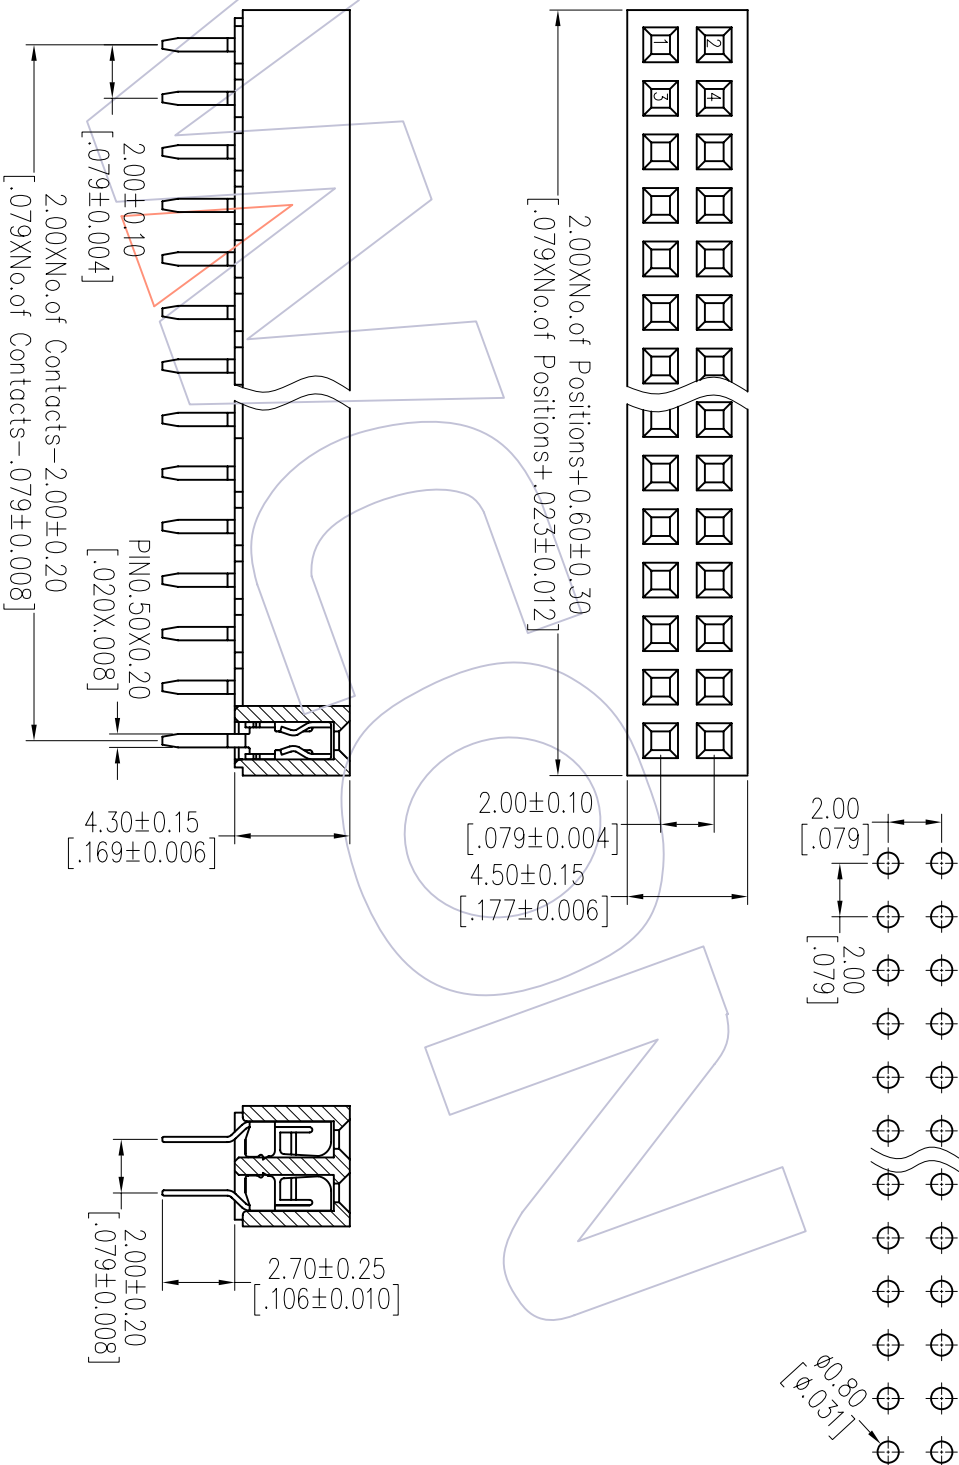 1
2
3
4
2.00XNo.of Positions+0.60±0.30
[.079XNo.of Positions+.023±0.012]
2.00±0.10
[.079±0.004]
2.00XNo.of Contacts-2.00±0.20
[.079XNo.of Contacts-.079±0.008]
PIN0.50X0.20
[.020X.008]
4.30±0.15
[.169±0.006]
2.00±0.10
[.079±0.004]
4.50±0.15
[.177±0.006]
2.00
[.079]
2.00
[.079]
ø0.80
[ø.031]
2.70±0.25
[.106±0.010]
2.00±0.20
[.079±0.008]
WCON